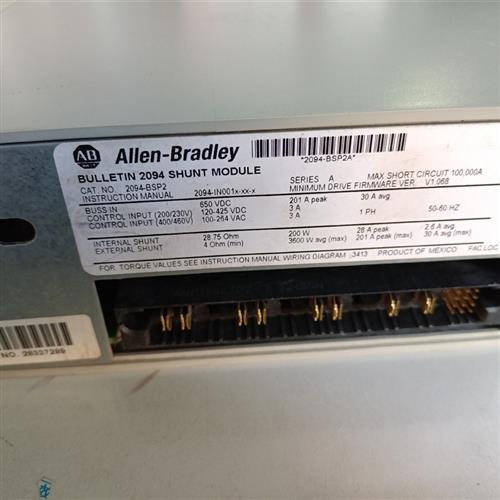 AB Allen-Bradley
*2094-BSP2A*
BULLETIN 2094 SHUNT MODULE
CAT. NO. 2094-BSP2 SERIES A MAX SHORT CIRCUIT 100,000A
INSTRUCTION MANUAL 2094-IN001x-xx-x MINIMUM DRIVE FIRMWARE VER. V1.068
BUSS IN 650 VDC 201 A peak 30 A avg
CONTROL INPUT (200/230V) 120-425 VDC 3 A
CONTROL INPUT (400/460V) 100-264 VAC 3 A 1 PH 50-60 HZ
INTERNAL SHUNT 28.75 Ohm 200 W 28 A peak 2.6 A avg
EXTERNAL SHUNT 4 Ohm (min) 3600 W avg (max) 201 A peak (max) 30 A avg (max)
FOR TORQUE VALUES SEE INSTRUCTION MANUAL WIRING DIAGRAM 3413 PRODUCT OF MEXICO FAC LOC
NO. 28337289